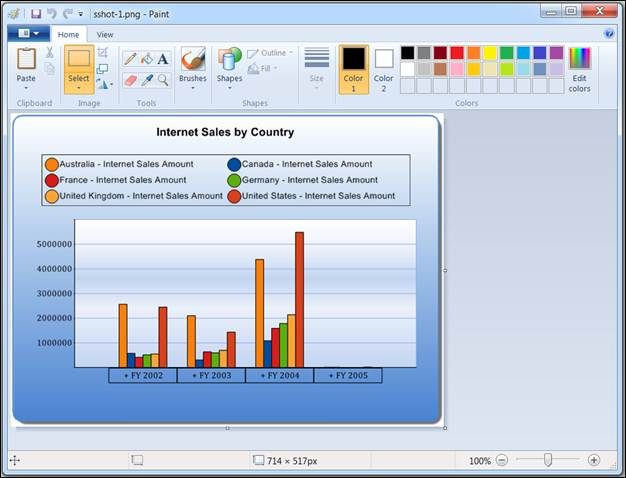 sshot-1.png - Paint
Home
View
Paste
Select
Brushes
Shapes
Outline
Fill
Size
Color 1
Color 2
Edit colors
Clipboard
Image
Tools
Shapes
Colors
Internet Sales by Country
Australia - Internet Sales Amount
Canada - Internet Sales Amount
France - Internet Sales Amount
Germany - Internet Sales Amount
United Kingdom - Internet Sales Amount
United States - Internet Sales Amount
5000000
4000000
3000000
2000000
1000000
+ FY 2002
+ FY 2003
+ FY 2004
+ FY 2005
714 × 517px
100%